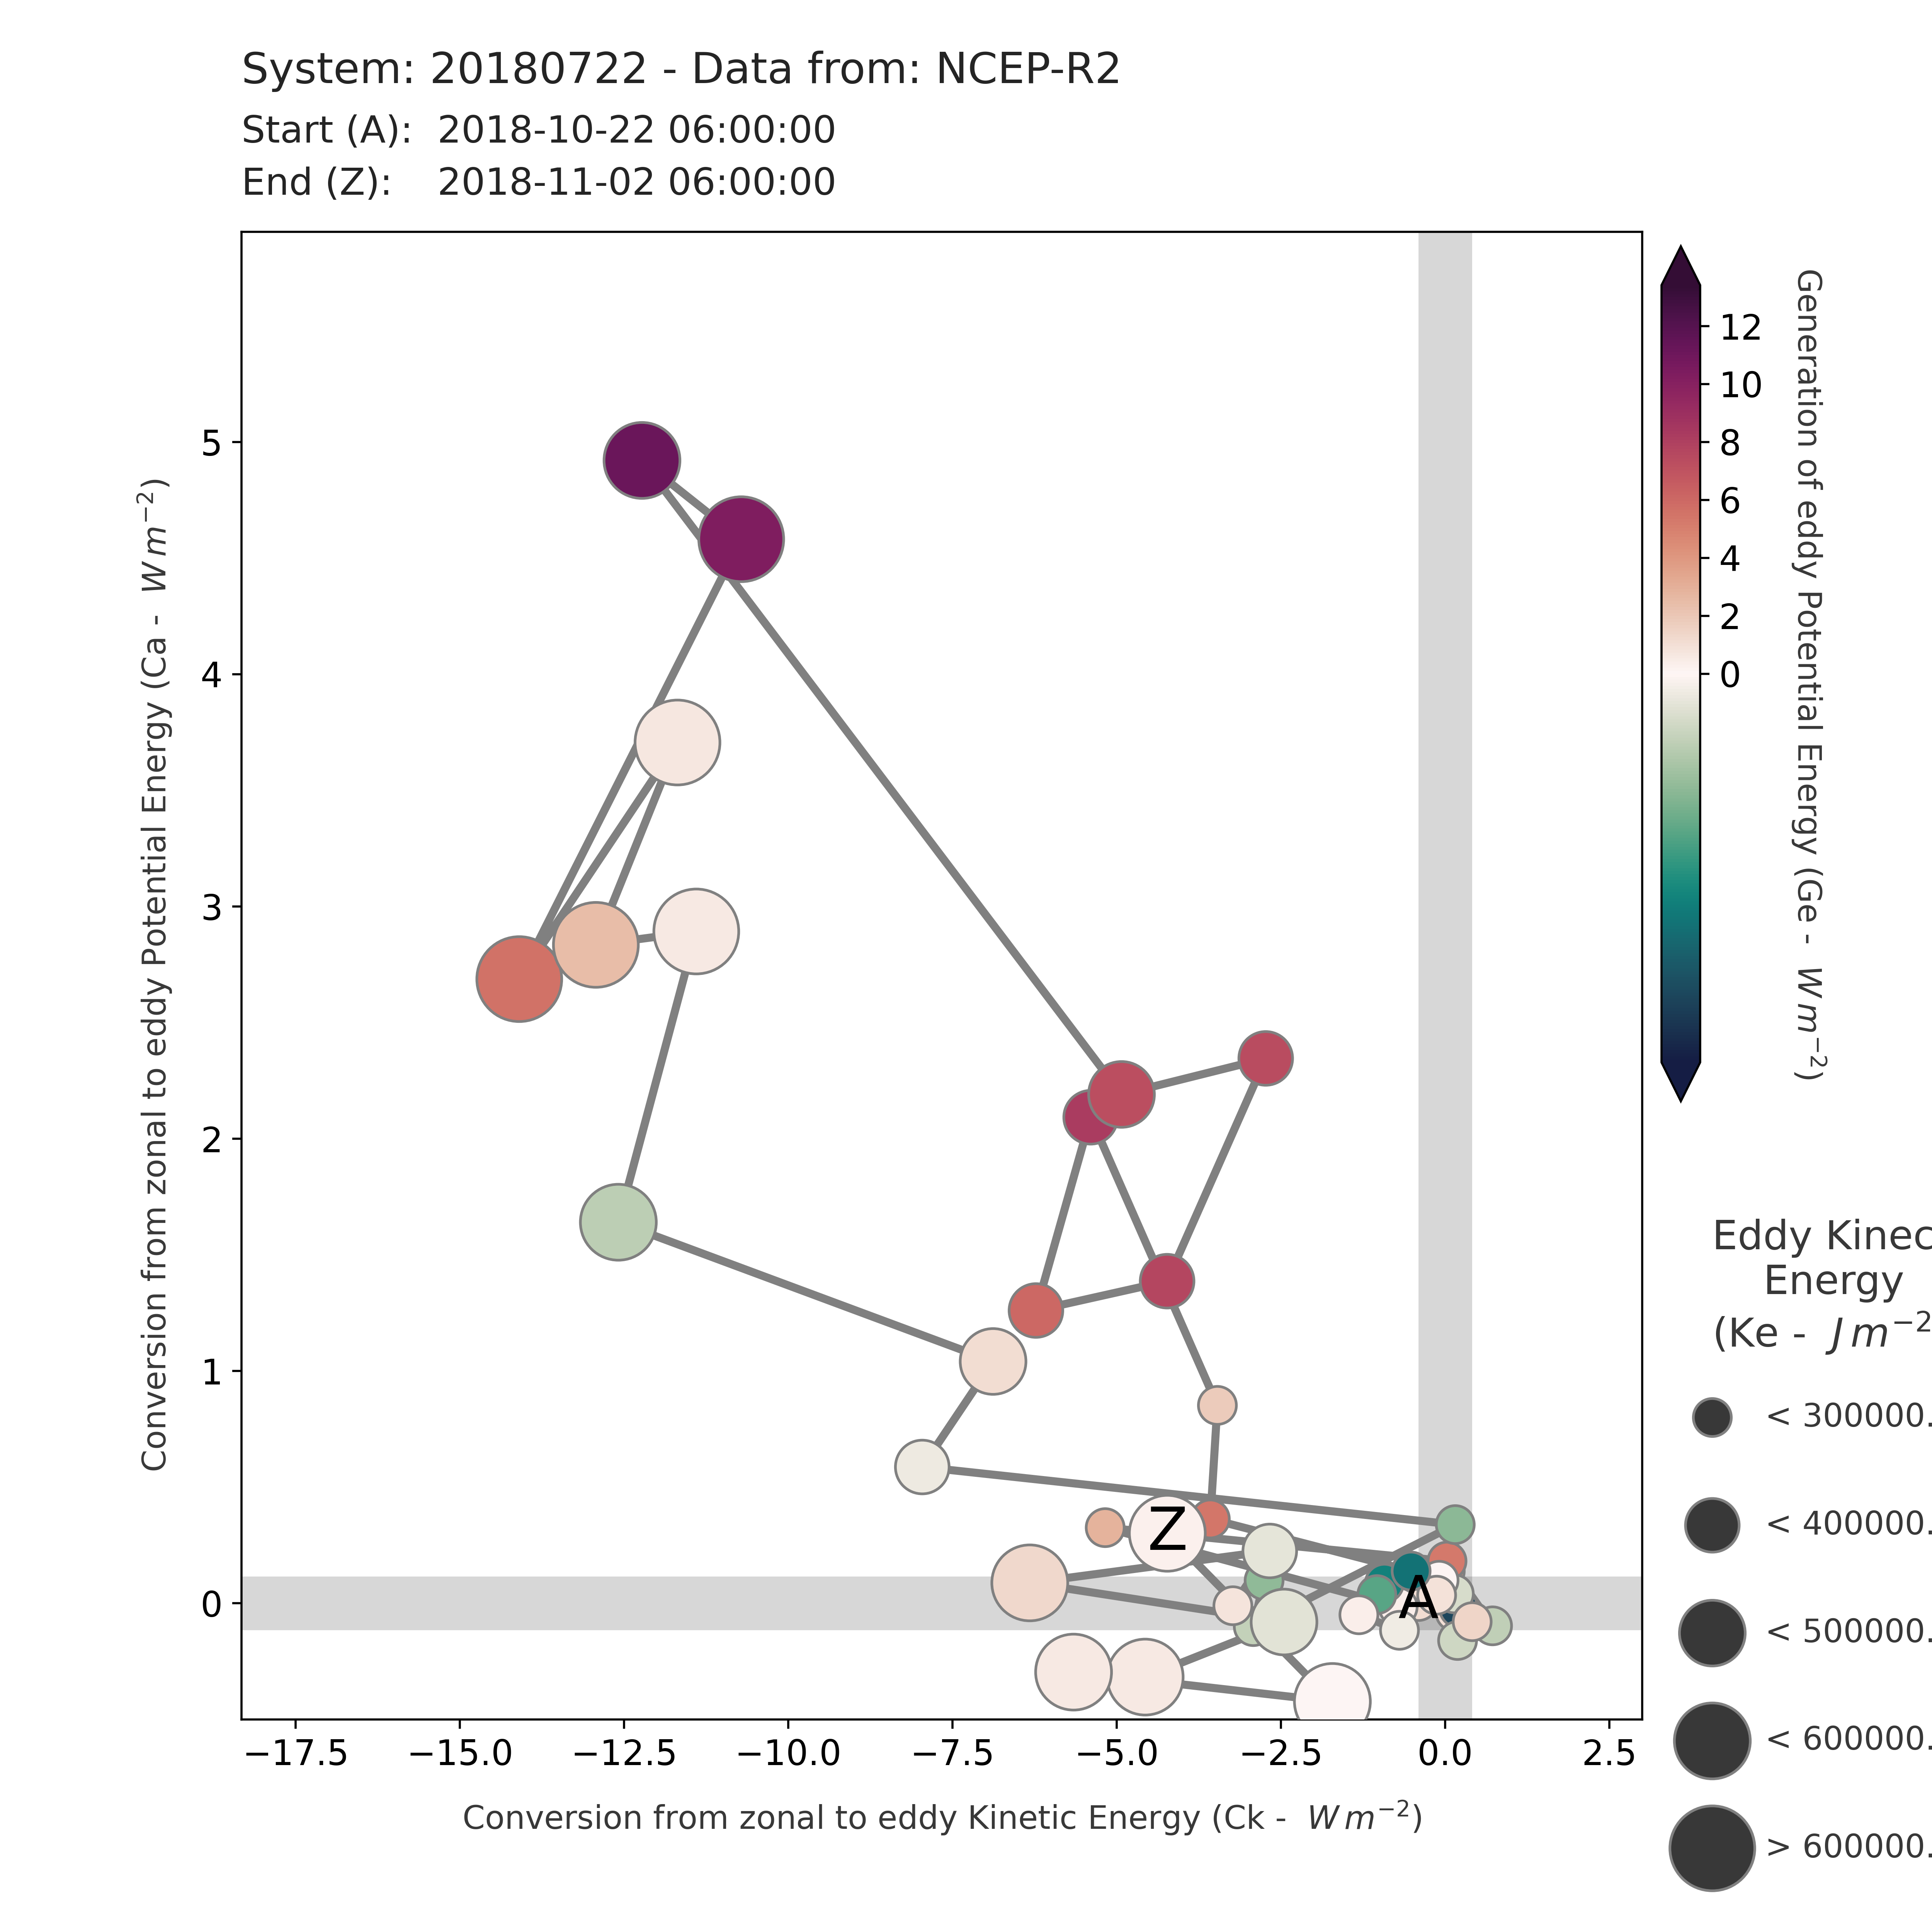 System: 20180722 - Data from: NCEP-R2
Start (A): 2018-10-22 06:00:00
End (Z): 2018-11-02 06:00:00
Conversion from zonal to eddy Potential Energy (Ca - W m⁻²)
5
4
3
2
1
0
Z
A
−17.5 −15.0 −12.5 −10.0 −7.5 −5.0 −2.5 0.0 2.5
Conversion from zonal to eddy Kinetic Energy (Ck - W m⁻²)
12
10
8
6
4
2
0
Generation of eddy Potential Energy (Ge - W m⁻²)
Eddy Kinec
Energy
(Ke - J m⁻²
< 300000.
< 400000.
< 500000.
< 600000.
> 600000.